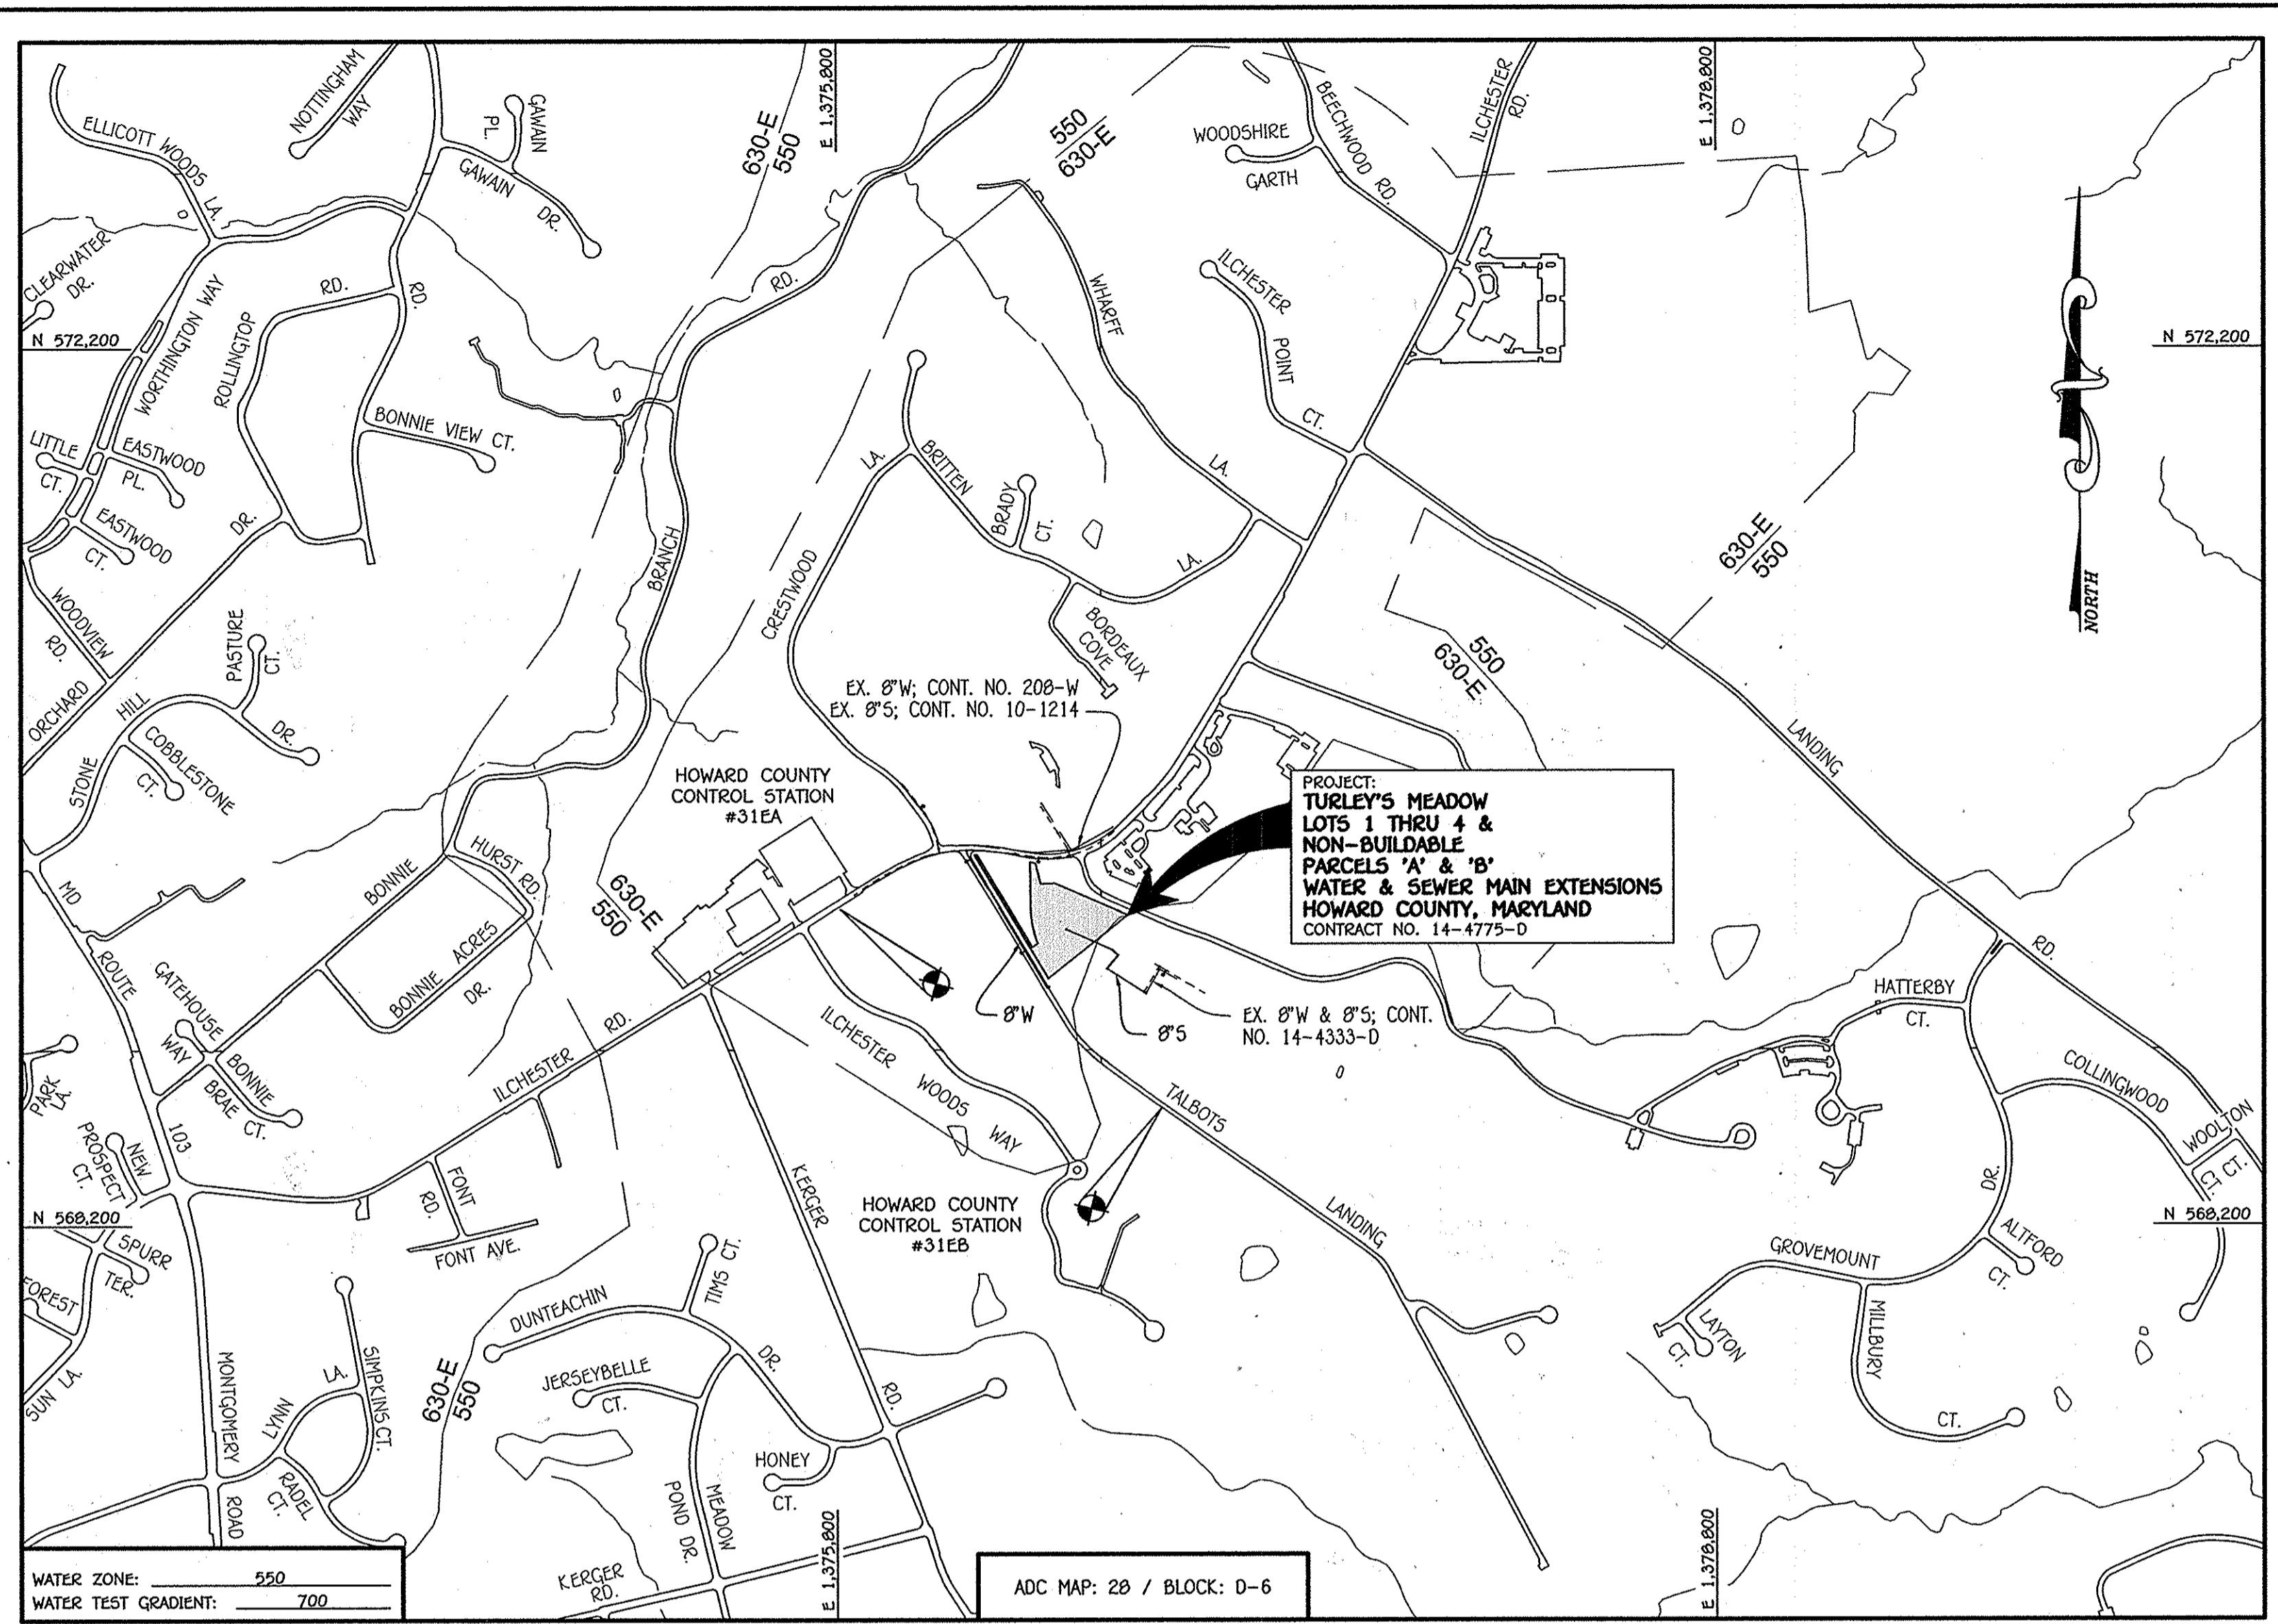 NOTTINGHAM
WAY
GAWAIN
PL.
ELLICOTT WOODS
LA.
GAWAIN
DR.
630-E
550
E 1,375,800
550
630-E
WOODSHIRE
GARTH
BEECHWOOD RD.
ILCHESTER
RD.
E 1,378,800
CLEARWATER
DR.
WORTHINGTON WAY
N 572,200
RD.
RD.
ROLLINGTOP
DR.
RD.
WHARFF
LA.
ILCHESTER
POINT
CT.
N 572,200
NORTH
LITTLE
CT.
EASTWOOD
PL.
EASTWOOD
CT.
BONNIE VIEW CT.
WOODVIEW
RD.
ORCHARD
BRANCH
LA.
BRITTEN
BRADY
CT.
LA.
CRESTWOOD
BORDEAUX
COVE
630-E
550
550
630-E
STONE
HILL
PASTURE
CT.
DR.
COBBLESTONE
CT.
EX. 8"W; CONT. NO. 208-W
EX. 8"S; CONT. NO. 10-1214
LANDING
RD.
HOWARD COUNTY
CONTROL STATION
#31EA
PROJECT:
TURLEY'S MEADOW
LOTS 1 THRU 4 &
NON-BUILDABLE
PARCELS 'A' & 'B'
WATER & SEWER MAIN EXTENSIONS
HOWARD COUNTY, MARYLAND
CONTRACT NO. 14-4775-D
MD
ROUTE
103
BONNIE
HURST RD.
630-E
550
BONNIE ACRES
DR.
GATEHOUSE
WAY
BONNIE
BRAE CT.
ILCHESTER
RD.
ILCHESTER
WOODS
WAY
8"W
8"S
EX. 8"W & 8"S; CONT.
NO. 14-4333-D
HATTERBY
CT.
COLLINGWOOD
CT.
WOOLTON
CT.
PARK
LA.
NEW
PROSPECT
CT.
FONT
RD.
FONT AVE.
KERGER
RD.
TALBOTS
LANDING
DR.
N 568,200
HOWARD COUNTY
CONTROL STATION
#31EB
N 568,200
SPURR
TER.
FOREST
SUN LA.
TIMS CT.
DUNTEACHIN
DR.
JERSEYBELLE
CT.
GROVEMOUNT
ALTFORD
CT.
LAYTON
CT.
MILLBURY
CT.
MONTGOMERY
ROAD
LYNN
LA.
SIMPKINS CT.
RADEL
CT.
630-E
550
HONEY
CT.
MEADOW
POND DR.
KERGER
RD.
E 1,375,800
E 1,378,800
WATER ZONE: 550
WATER TEST GRADIENT: 700
ADC MAP: 28 / BLOCK: D-6